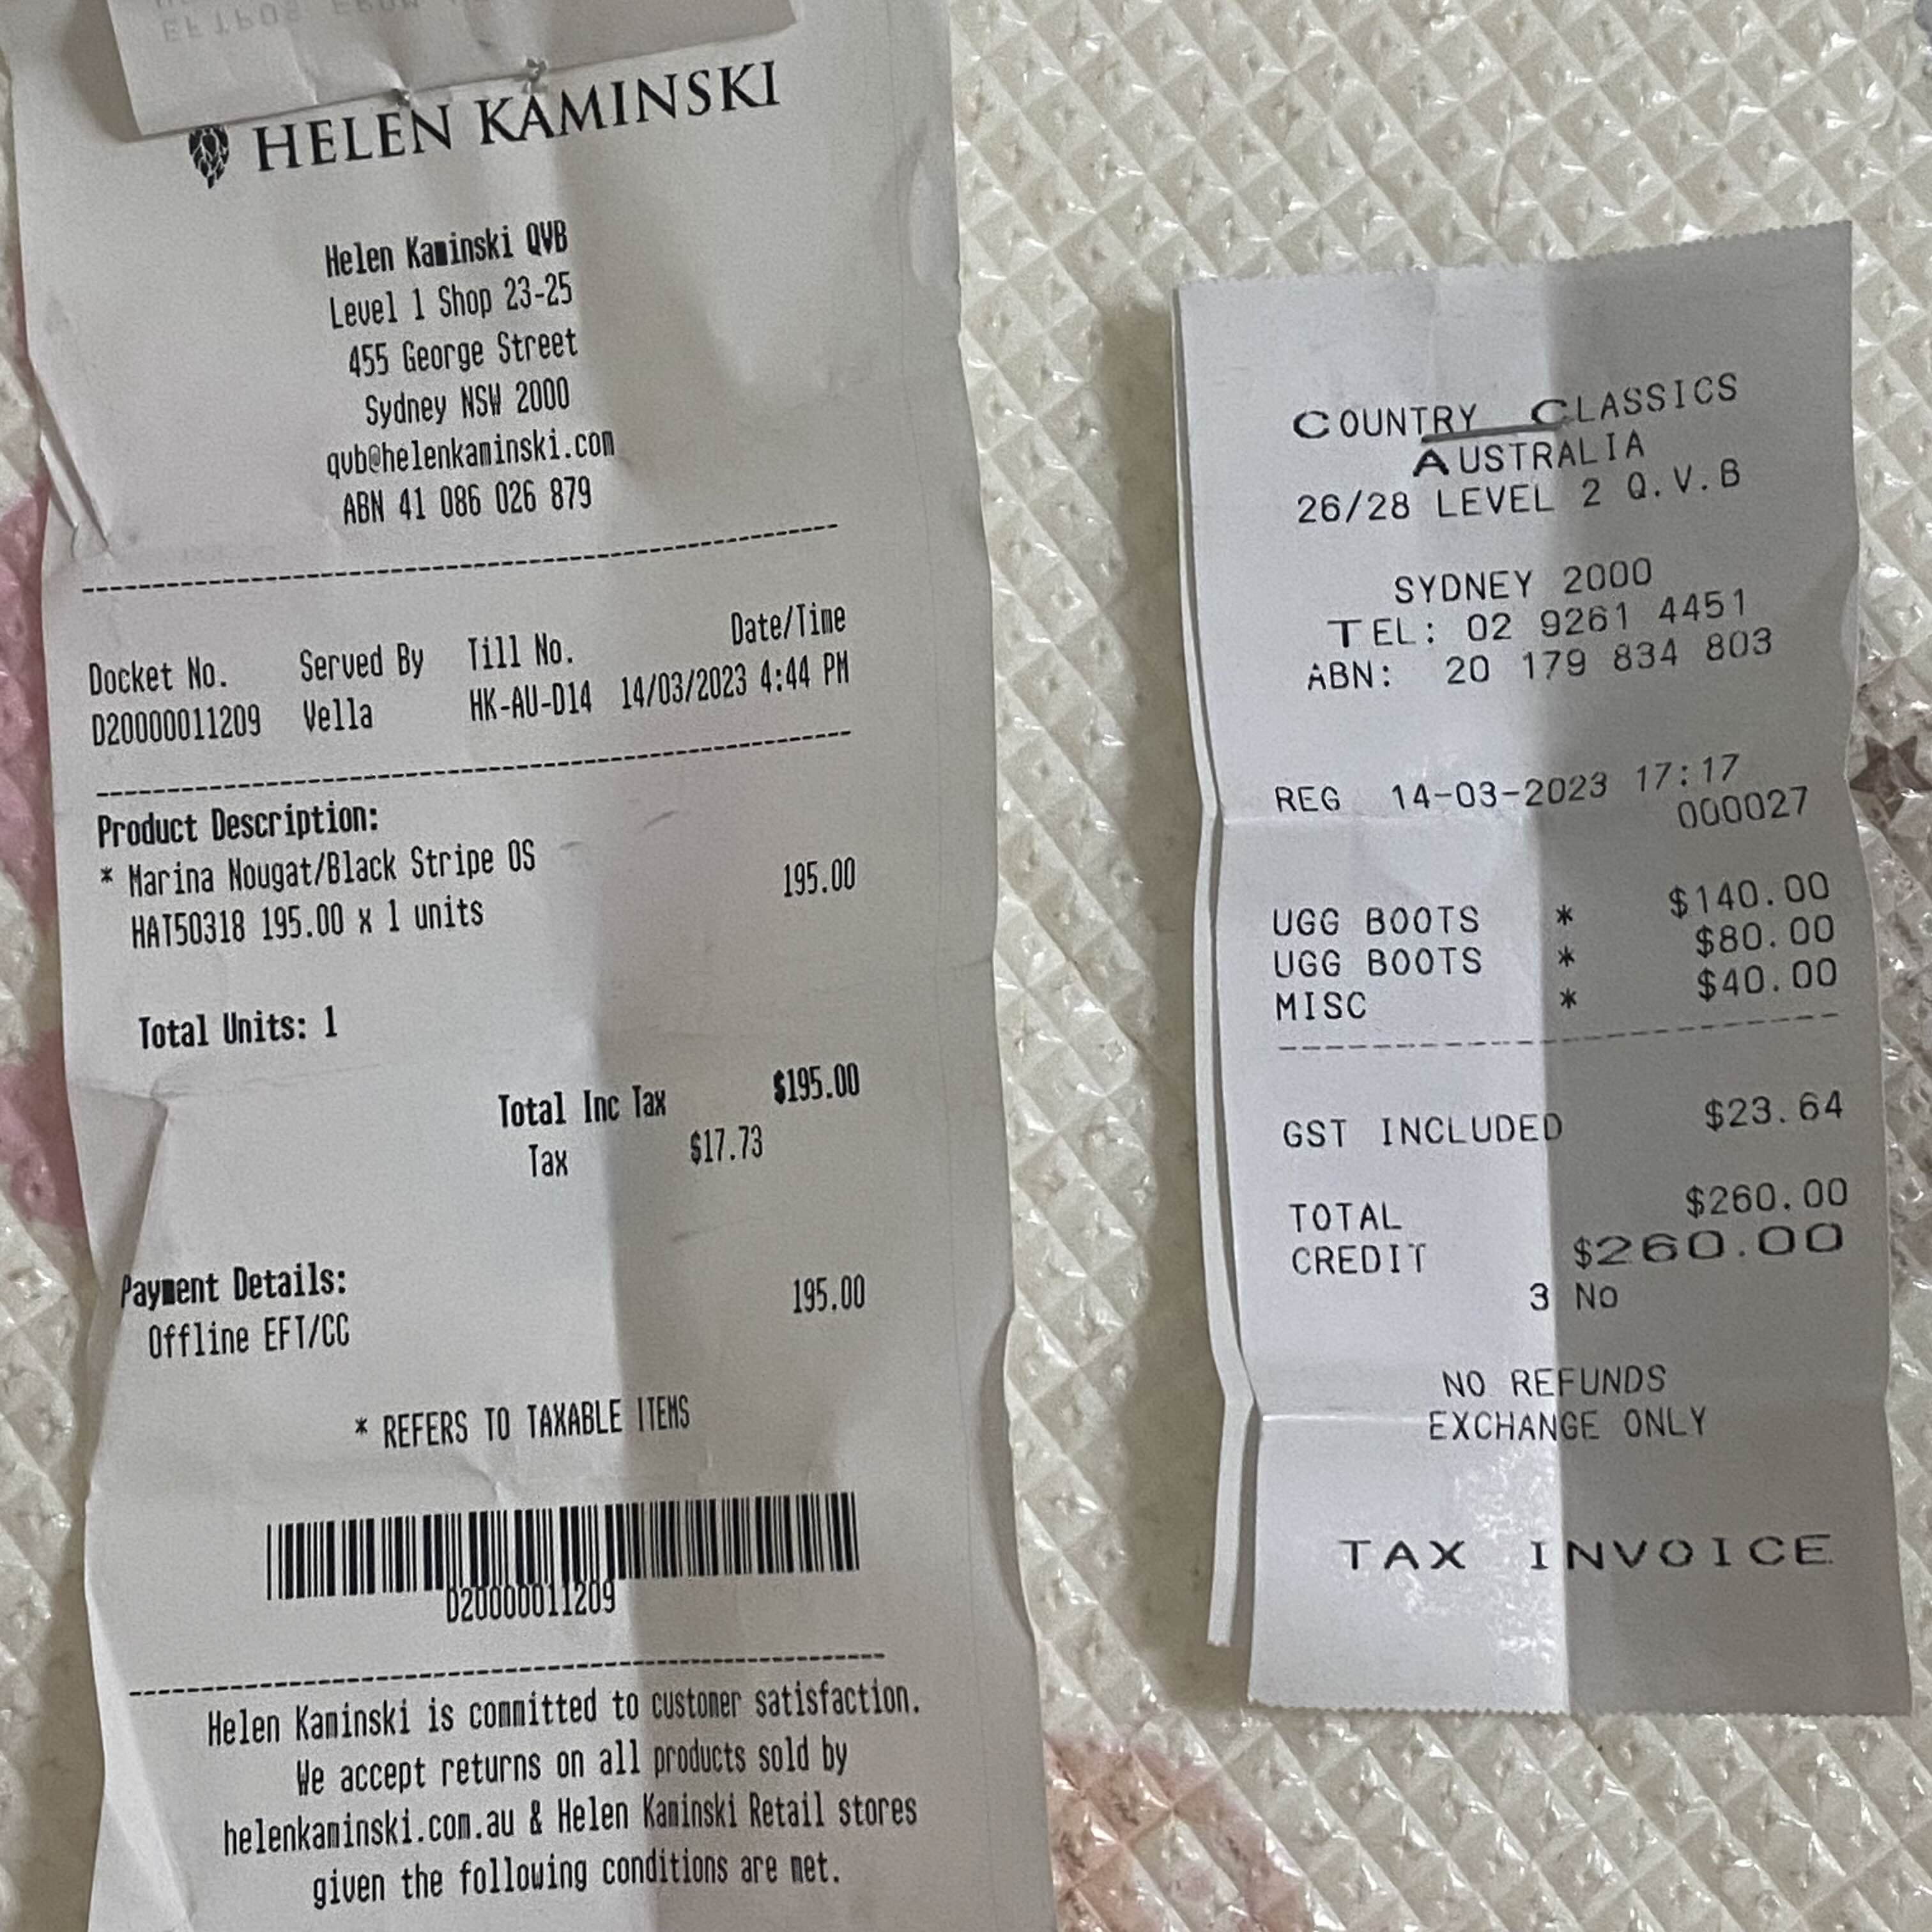 HELEN KAMINSKI
Helen Kaminski QVB
Level 1 Shop 23-25
455 George Street
Sydney NSW 2000
qvb@helenkaminski.com
ABN 41 086 026 879
Docket No. Served By Till No. Date/Time
D20000011209 Vella HK-AU-D14 14/03/2023 4:44 PM
Product Description:
* Marina Nougat/Black Stripe OS 195.00
HAT50318 195.00 x 1 units
Total Units: 1
Total Inc Tax $195.00
Tax $17.73
Payment Details:
Offline EFT/CC 195.00
* REFERS TO TAXABLE ITEMS
D20000011209
Helen Kaminski is committed to customer satisfaction.
We accept returns on all products sold by
helenkaminski.com.au & Helen Kaminski Retail stores
given the following conditions are met.
COUNTRY CLASSICS
AUSTRALIA
26/28 LEVEL 2 Q.V.B
SYDNEY 2000
TEL: 02 9261 4451
ABN: 20 179 834 803
REG 14-03-2023 17:17
000027
UGG BOOTS * $140.00
UGG BOOTS * $80.00
MISC * $40.00
GST INCLUDED $23.64
TOTAL $260.00
CREDIT $260.00
3 No
NO REFUNDS
EXCHANGE ONLY
TAX INVOICE